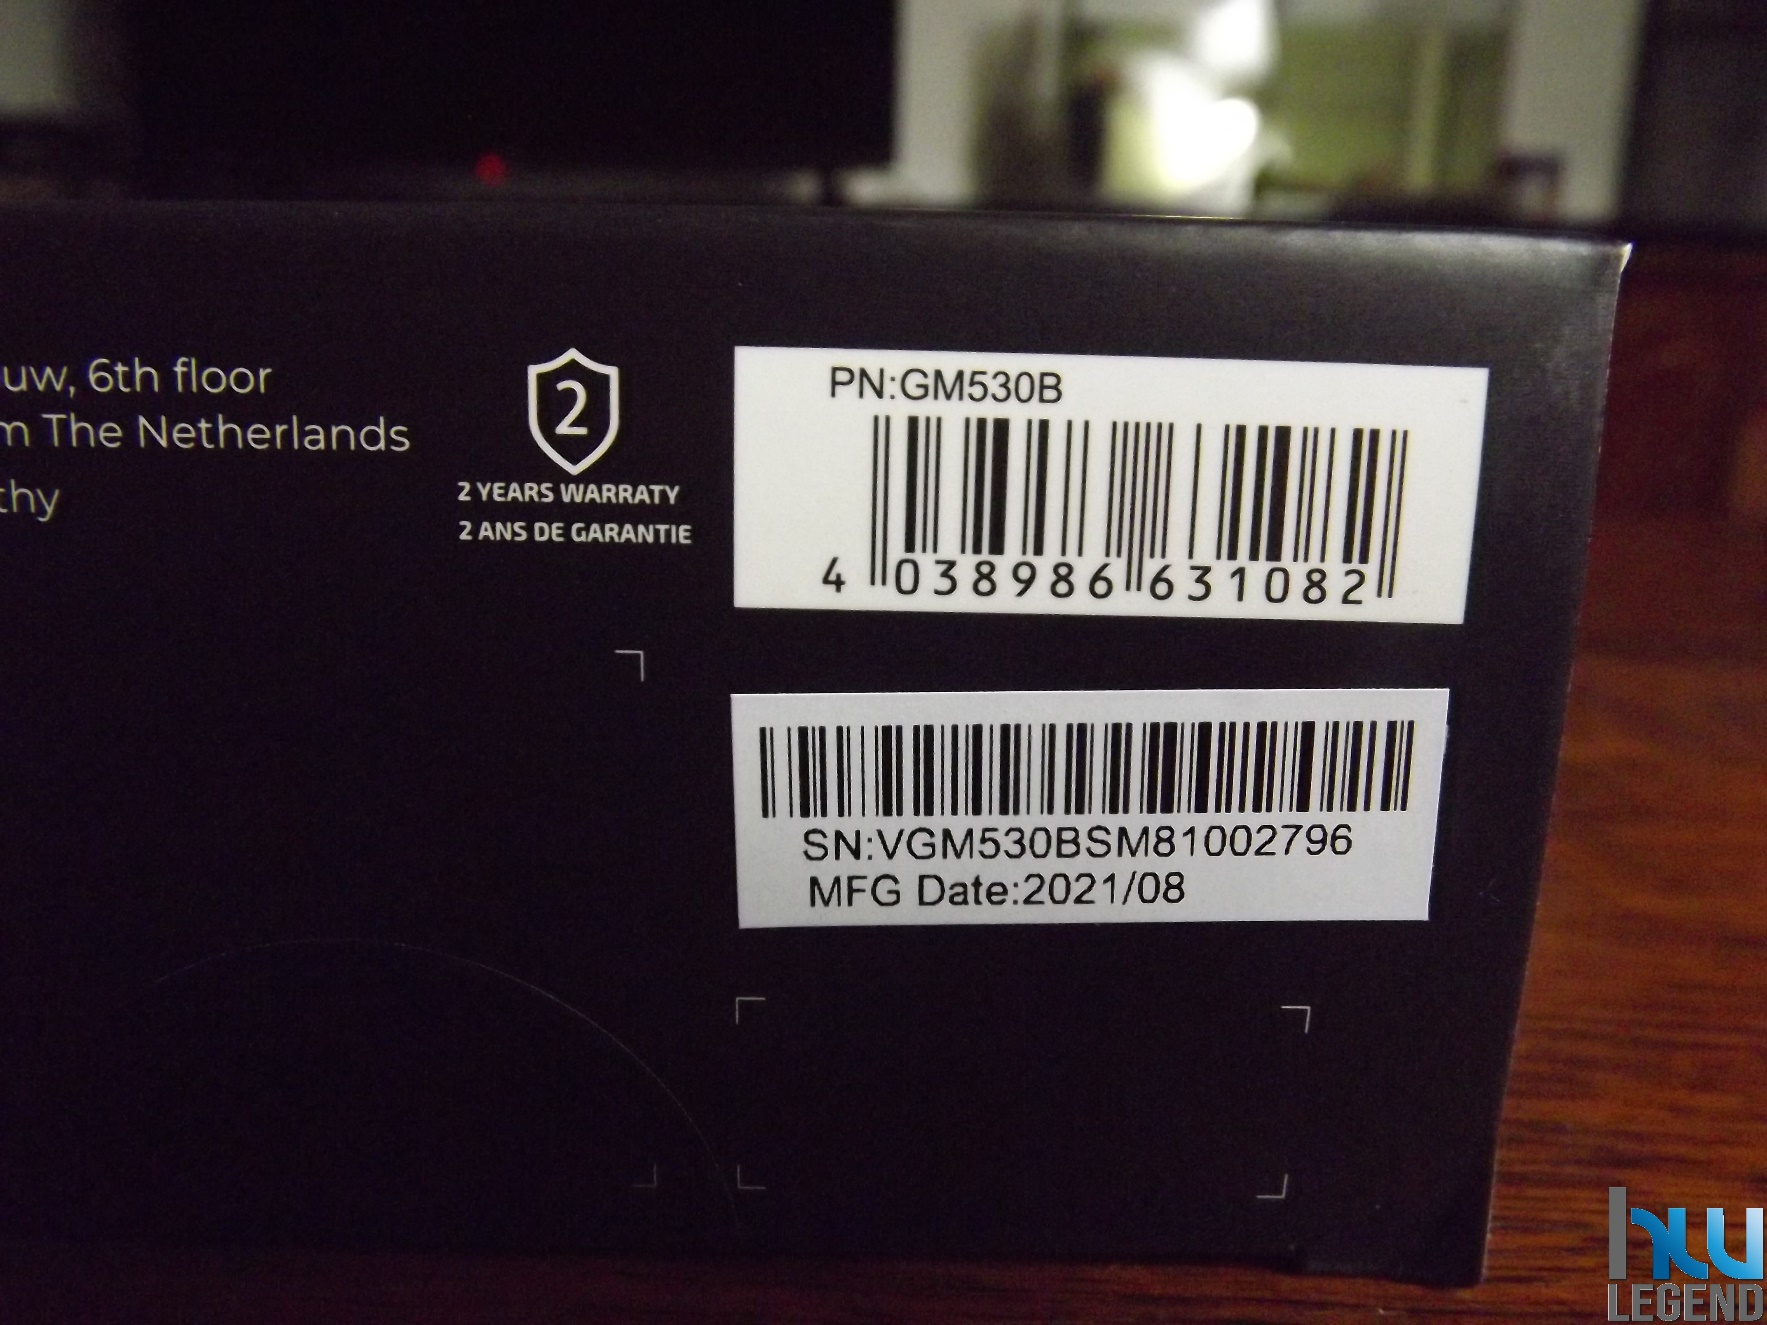 uw, 6th floor
m The Netherlands
thy
2
2 YEARS WARRATY
2 ANS DE GARANTIE
PN:GM530B
4 038986 631082
SN:VGM530BSM81002796
MFG Date:2021/08
LEGEND